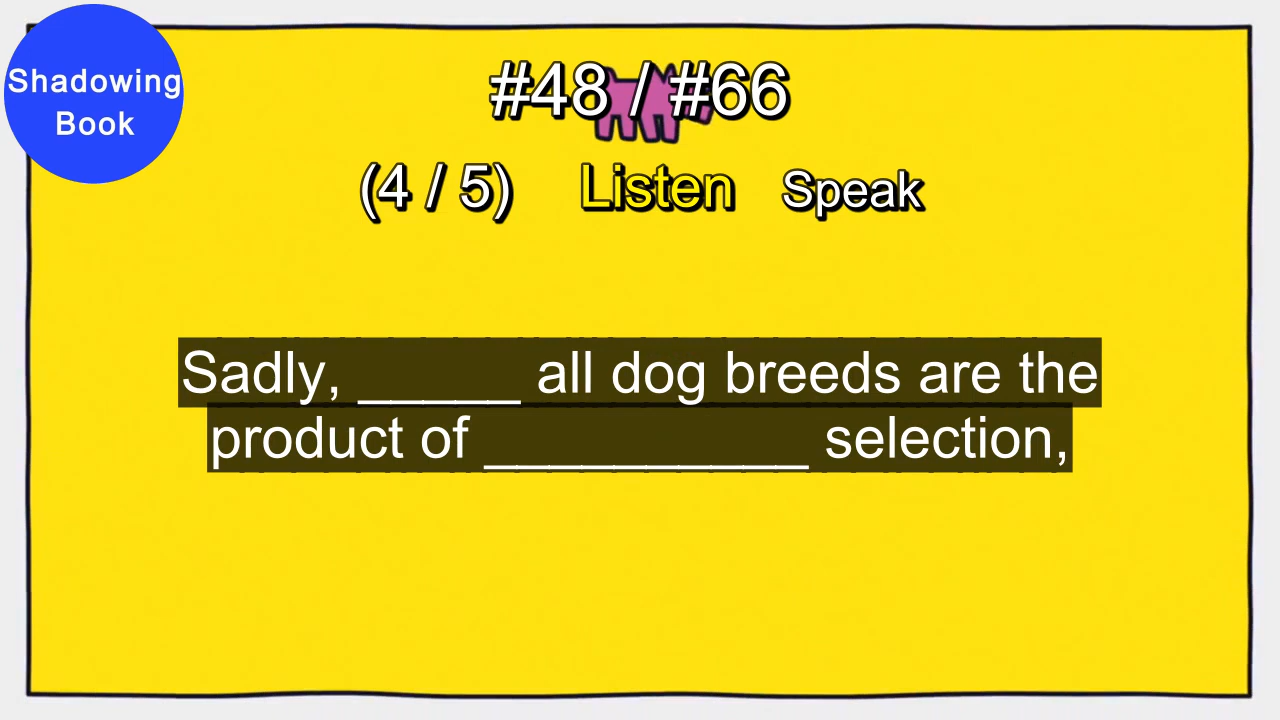 Shadowing
Book
#48 / #66
(4 / 5) Listen Speak
Sadly, _____ all dog breeds are the
product of __________ selection,